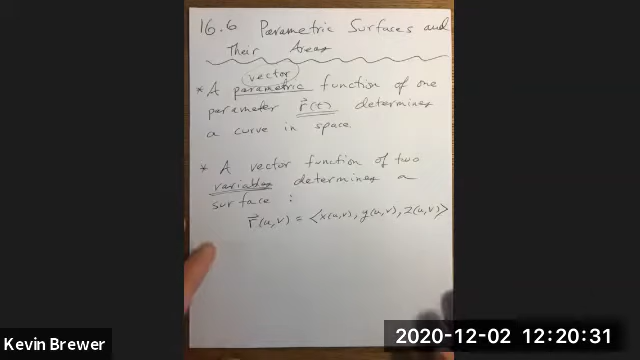 16.6 Parametric Surfaces and
Their Areas
vector
* A parametric function of one
parameter r⃗(t) determines
a curve in space
* A vector function of two
variables determines a
surface :
r⃗(u,v) = <x(u,v), y(u,v), z(u,v)>
Kevin Brewer
2020-12-02 12:20:31